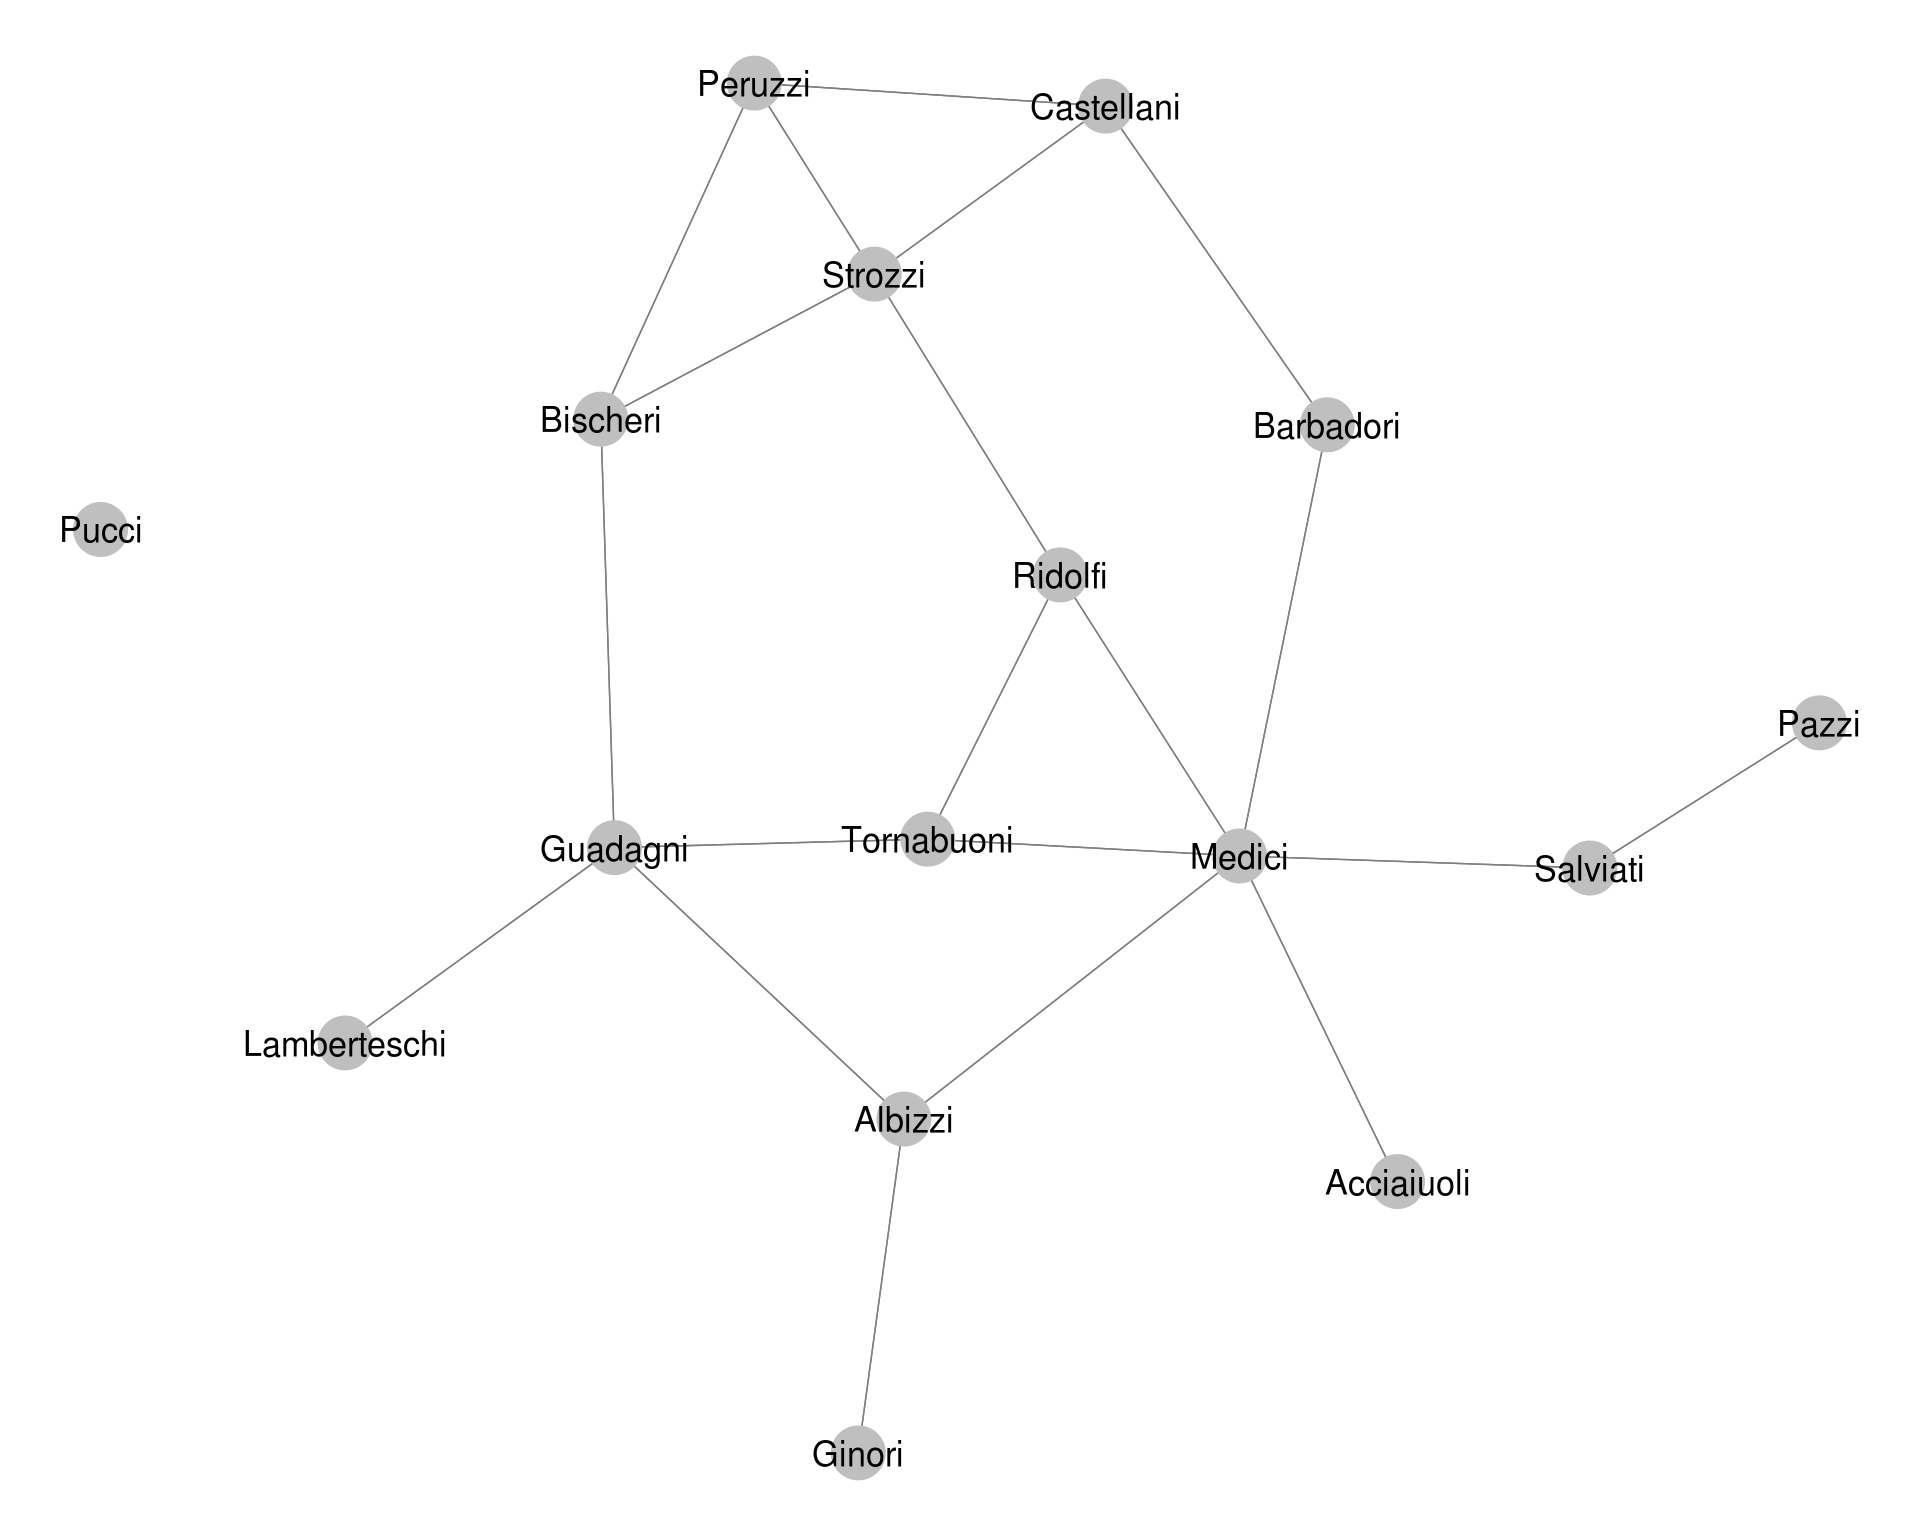 Peruzzi
Castellani
Strozzi
Bischeri
Barbadori
Pucci
Ridolfi
Pazzi
Guadagni
Tornabuoni
Medici
Salviati
Lamberteschi
Albizzi
Acciaiuoli
Ginori